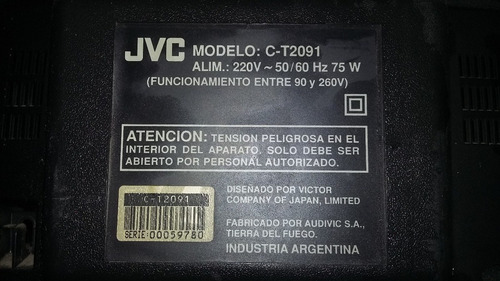 JVC MODELO: C-T2091
ALIM.: 220V ~ 50/60 Hz 75 W
(FUNCIONAMIENTO ENTRE 90 y 260V)
ATENCION: TENSION PELIGROSA EN EL
INTERIOR DEL APARATO. SOLO DEBE SER
ABIERTO POR PERSONAL AUTORIZADO.
C-T2091
SERIE:00059780
DISEÑADO POR VICTOR
COMPANY OF JAPAN, LIMITED
FABRICADO POR AUDIVIC S.A.,
TIERRA DEL FUEGO.
INDUSTRIA ARGENTINA